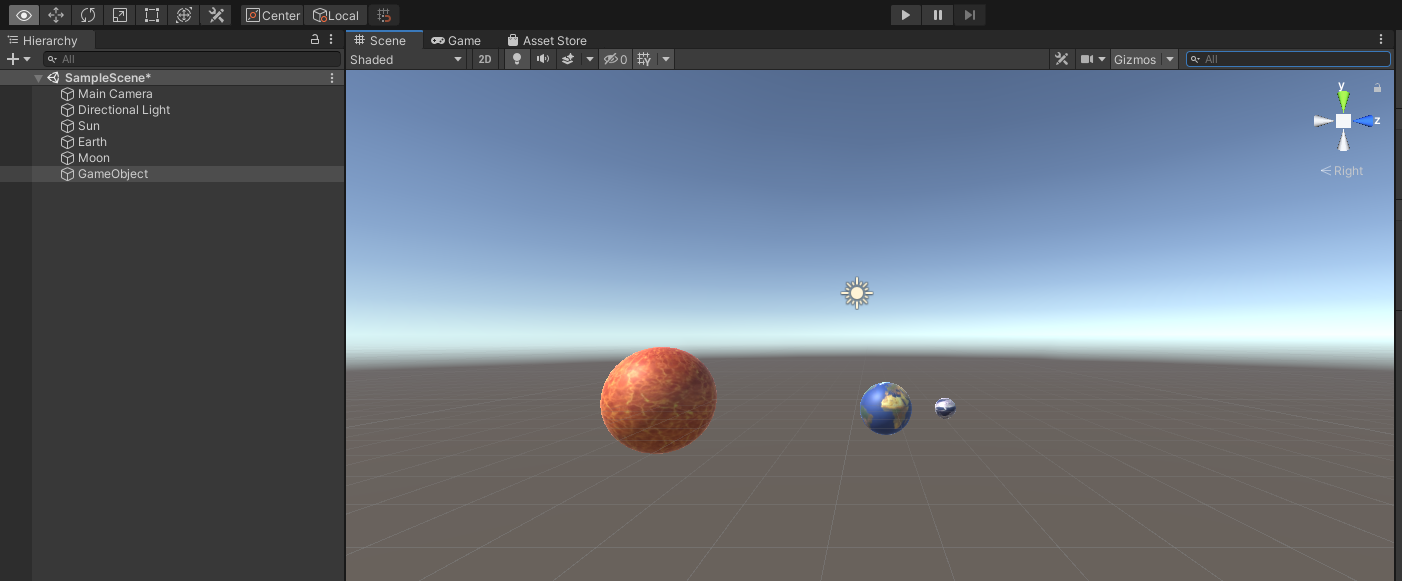 Center Local
Hierarchy
All
SampleScene*
Main Camera
Directional Light
Sun
Earth
Moon
GameObject
Scene Game Asset Store
Shaded 2D 0 Gizmos All
y
z
Right